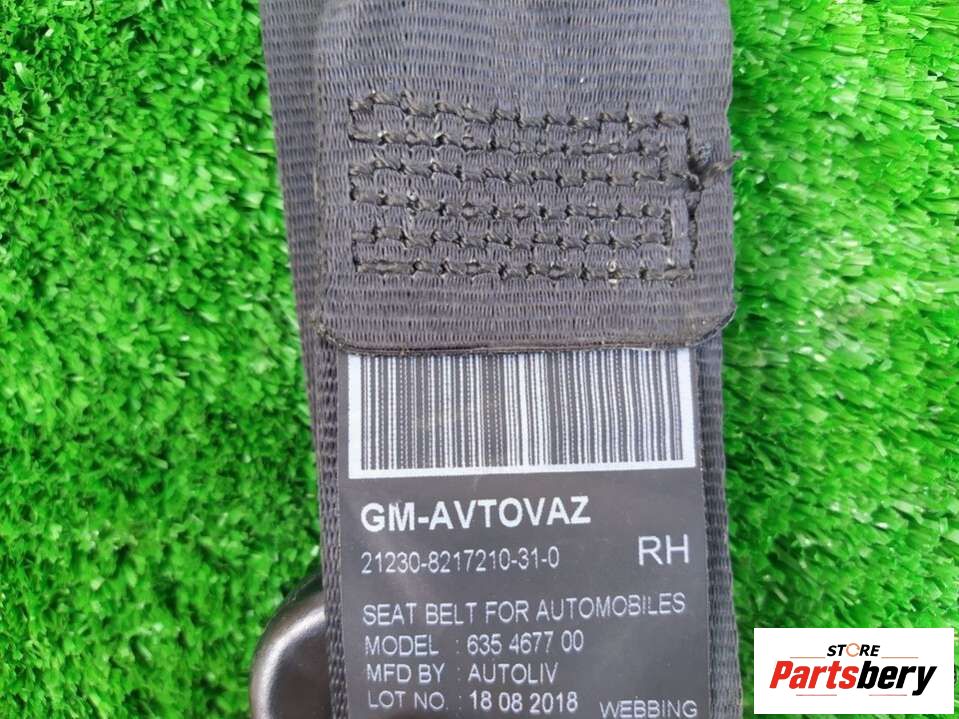 GM-AVTOVAZ
21230-8217210-31-0 RH
SEAT BELT FOR AUTOMOBILES
MODEL : 635 4677 00
MFD BY : AUTOLIV
LOT NO. : 18 08 2018 WEBBING
STORE
Partsbery